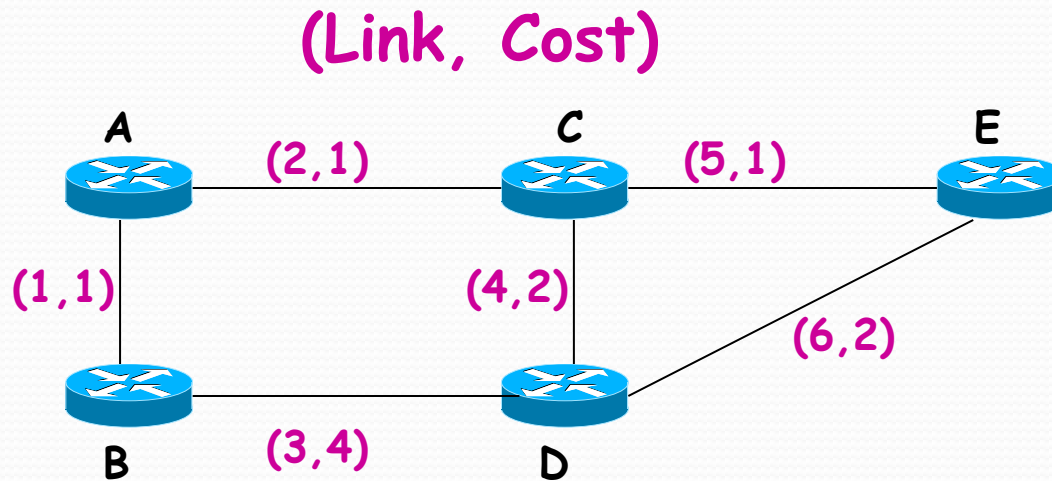 (Link, Cost)
A C E
(2,1) (5,1)
(1,1) (4,2)
(6,2)
(3,4)
B D